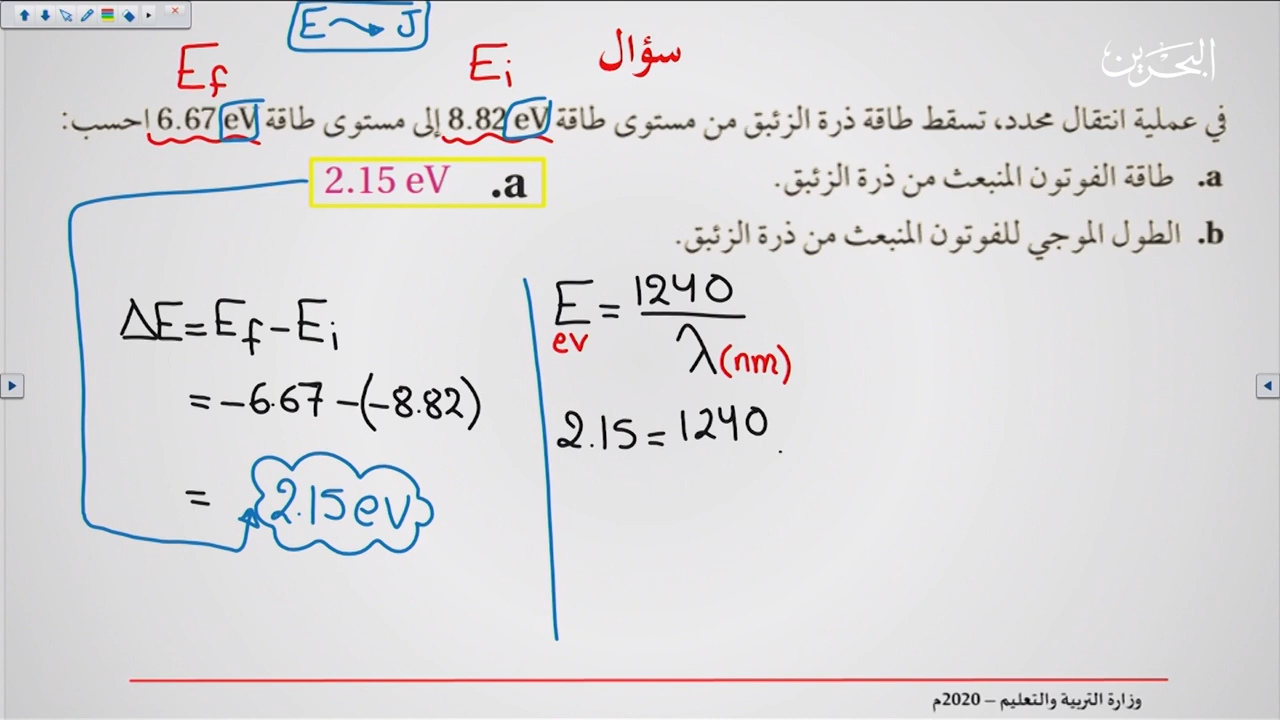 E → J
البحرين
سؤال
Ei
Ef
في عملية انتقال محدد، تسقط طاقة ذرة الزئبق من مستوى طاقة 8.82 eV إلى مستوى طاقة 6.67 eV احسب:
a. طاقة الفوتون المنبعث من ذرة الزئبق.
2.15 eV .a
b. الطول الموجي للفوتون المنبعث من ذرة الزئبق.
ΔE = Ef - Ei
= -6.67 - (-8.82)
= 2.15 ev
E = 1240
ev λ (nm)
2.15 = 1240
وزارة التربية والتعليم – 2020م